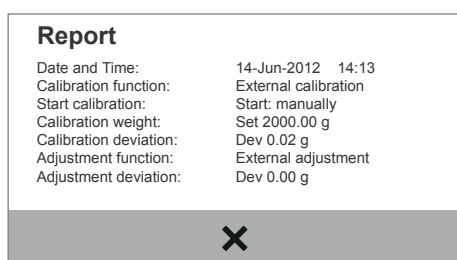 Report
Date and Time: 14-Jun-2012 14:13
Calibration function: External calibration
Start calibration: Start: manually
Calibration weight: Set 2000.00 g
Calibration deviation: Dev 0.02 g
Adjustment function: External adjustment
Adjustment deviation: Dev 0.00 g